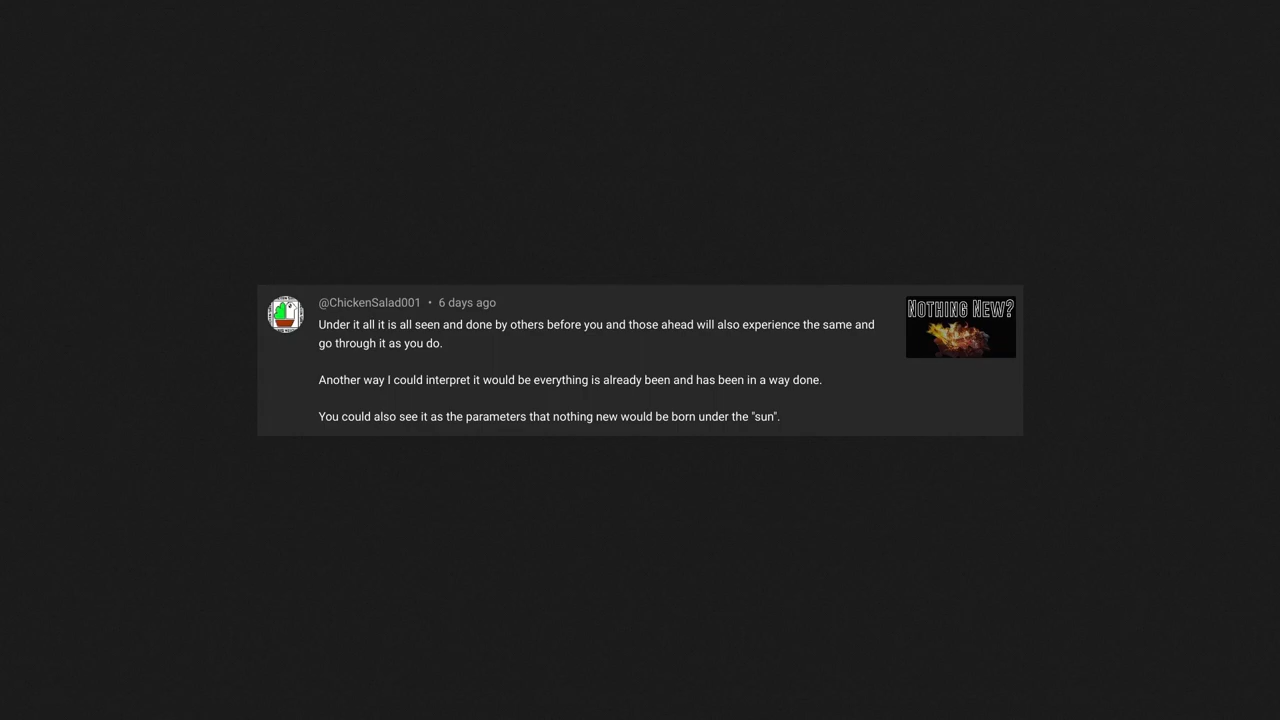 @ChickenSalad001 • 6 days ago
Under it all it is all seen and done by others before you and those ahead will also experience the same and
go through it as you do.
Another way I could interpret it would be everything is already been and has been in a way done.
You could also see it as the parameters that nothing new would be born under the "sun".
NOTHING NEW?